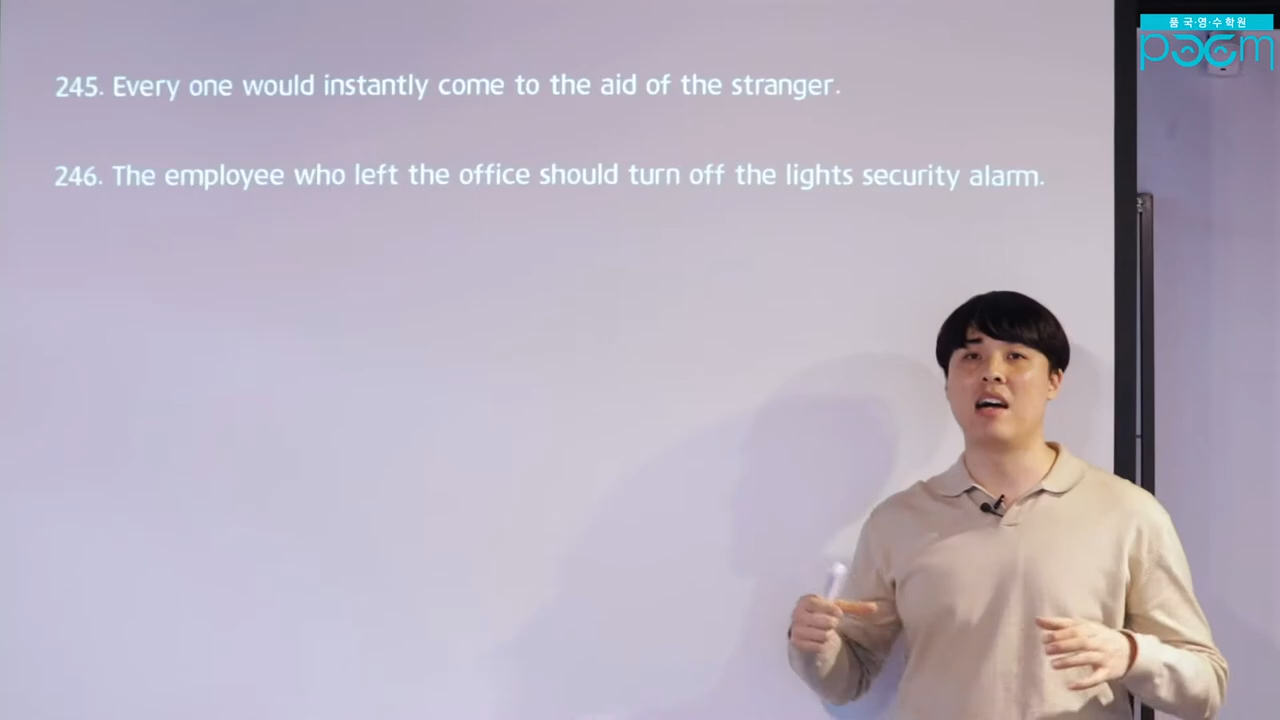 품 국·영·수 학원
poem
245. Every one would instantly come to the aid of the stranger.
246. The employee who left the office should turn off the lights security alarm.